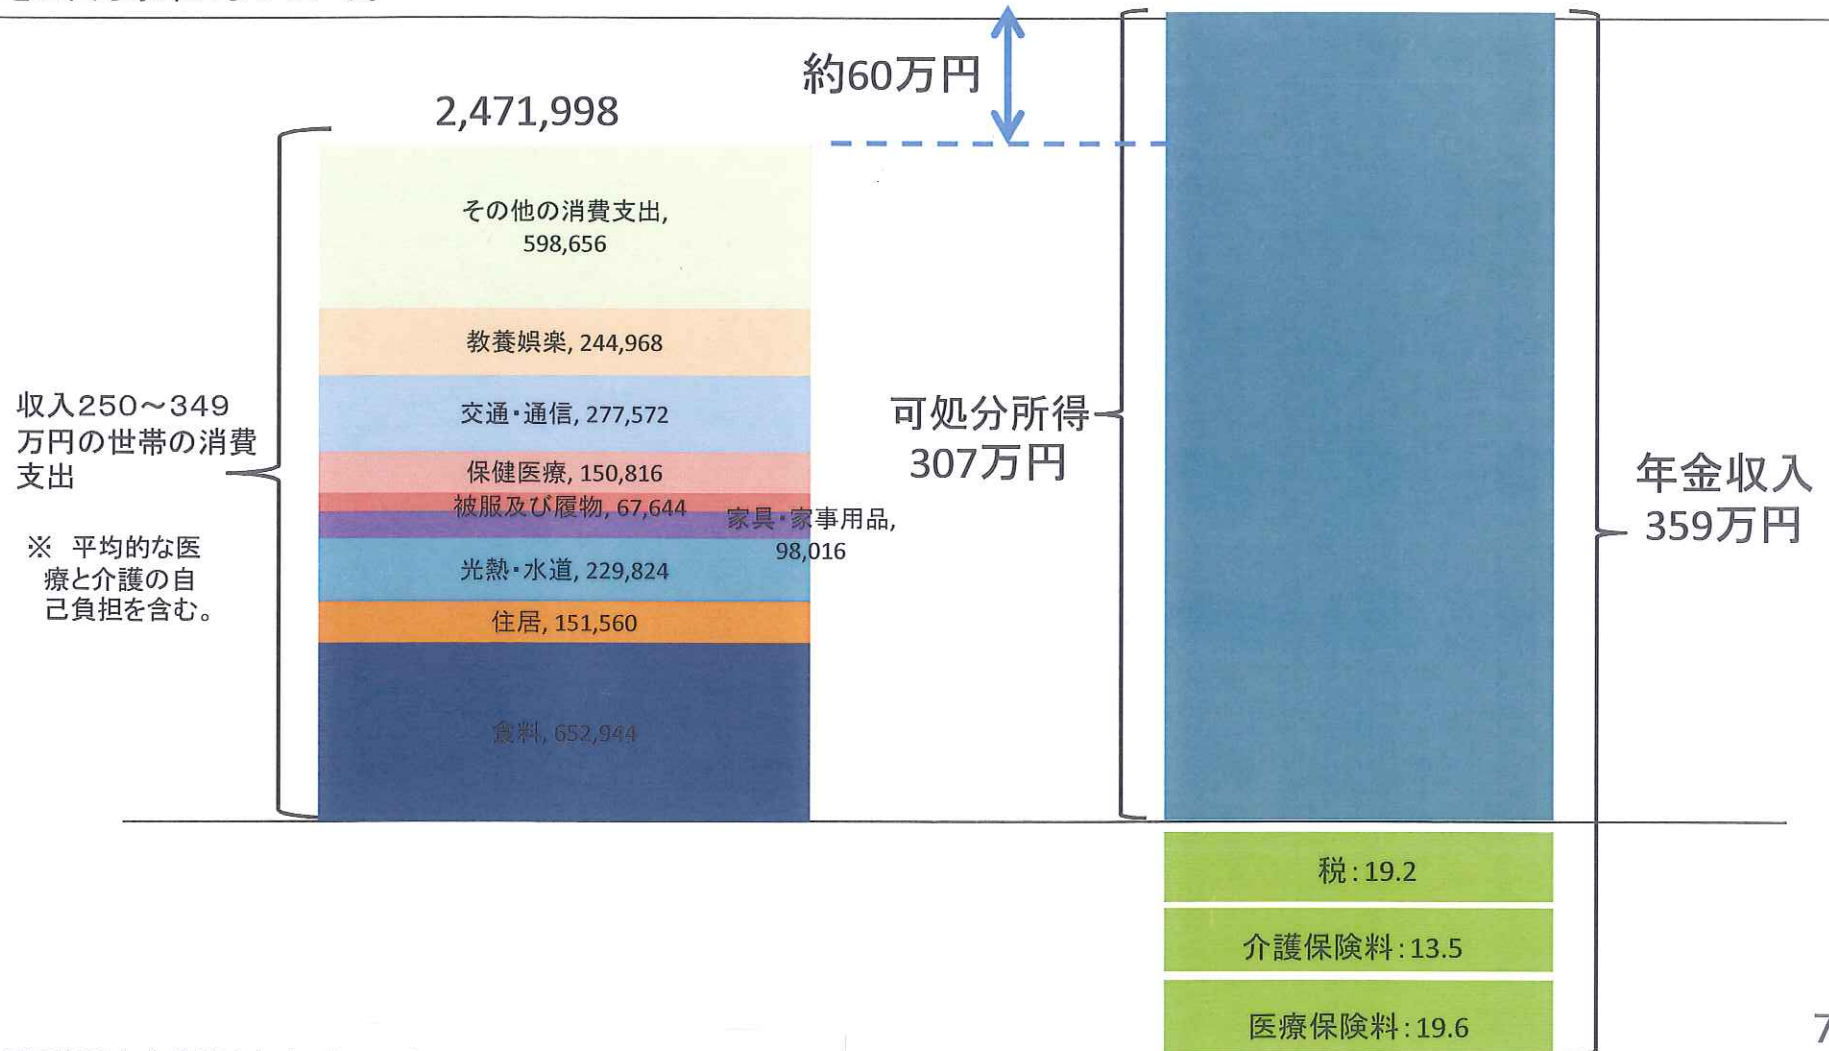 約60万円
2,471,998
その他の消費支出,
598,656
教養娯楽, 244,968
交通・通信, 277,572
保健医療, 150,816
被服及び履物, 67,644
家具・家事用品,
98,016
光熱・水道, 229,824
住居, 151,560
食料, 652,944
収入250～349
万円の世帯の消費
支出
※ 平均的な医
療と介護の自
己負担を含む。
可処分所得
307万円
年金収入
359万円
税:19.2
介護保険料:13.5
医療保険料:19.6
7